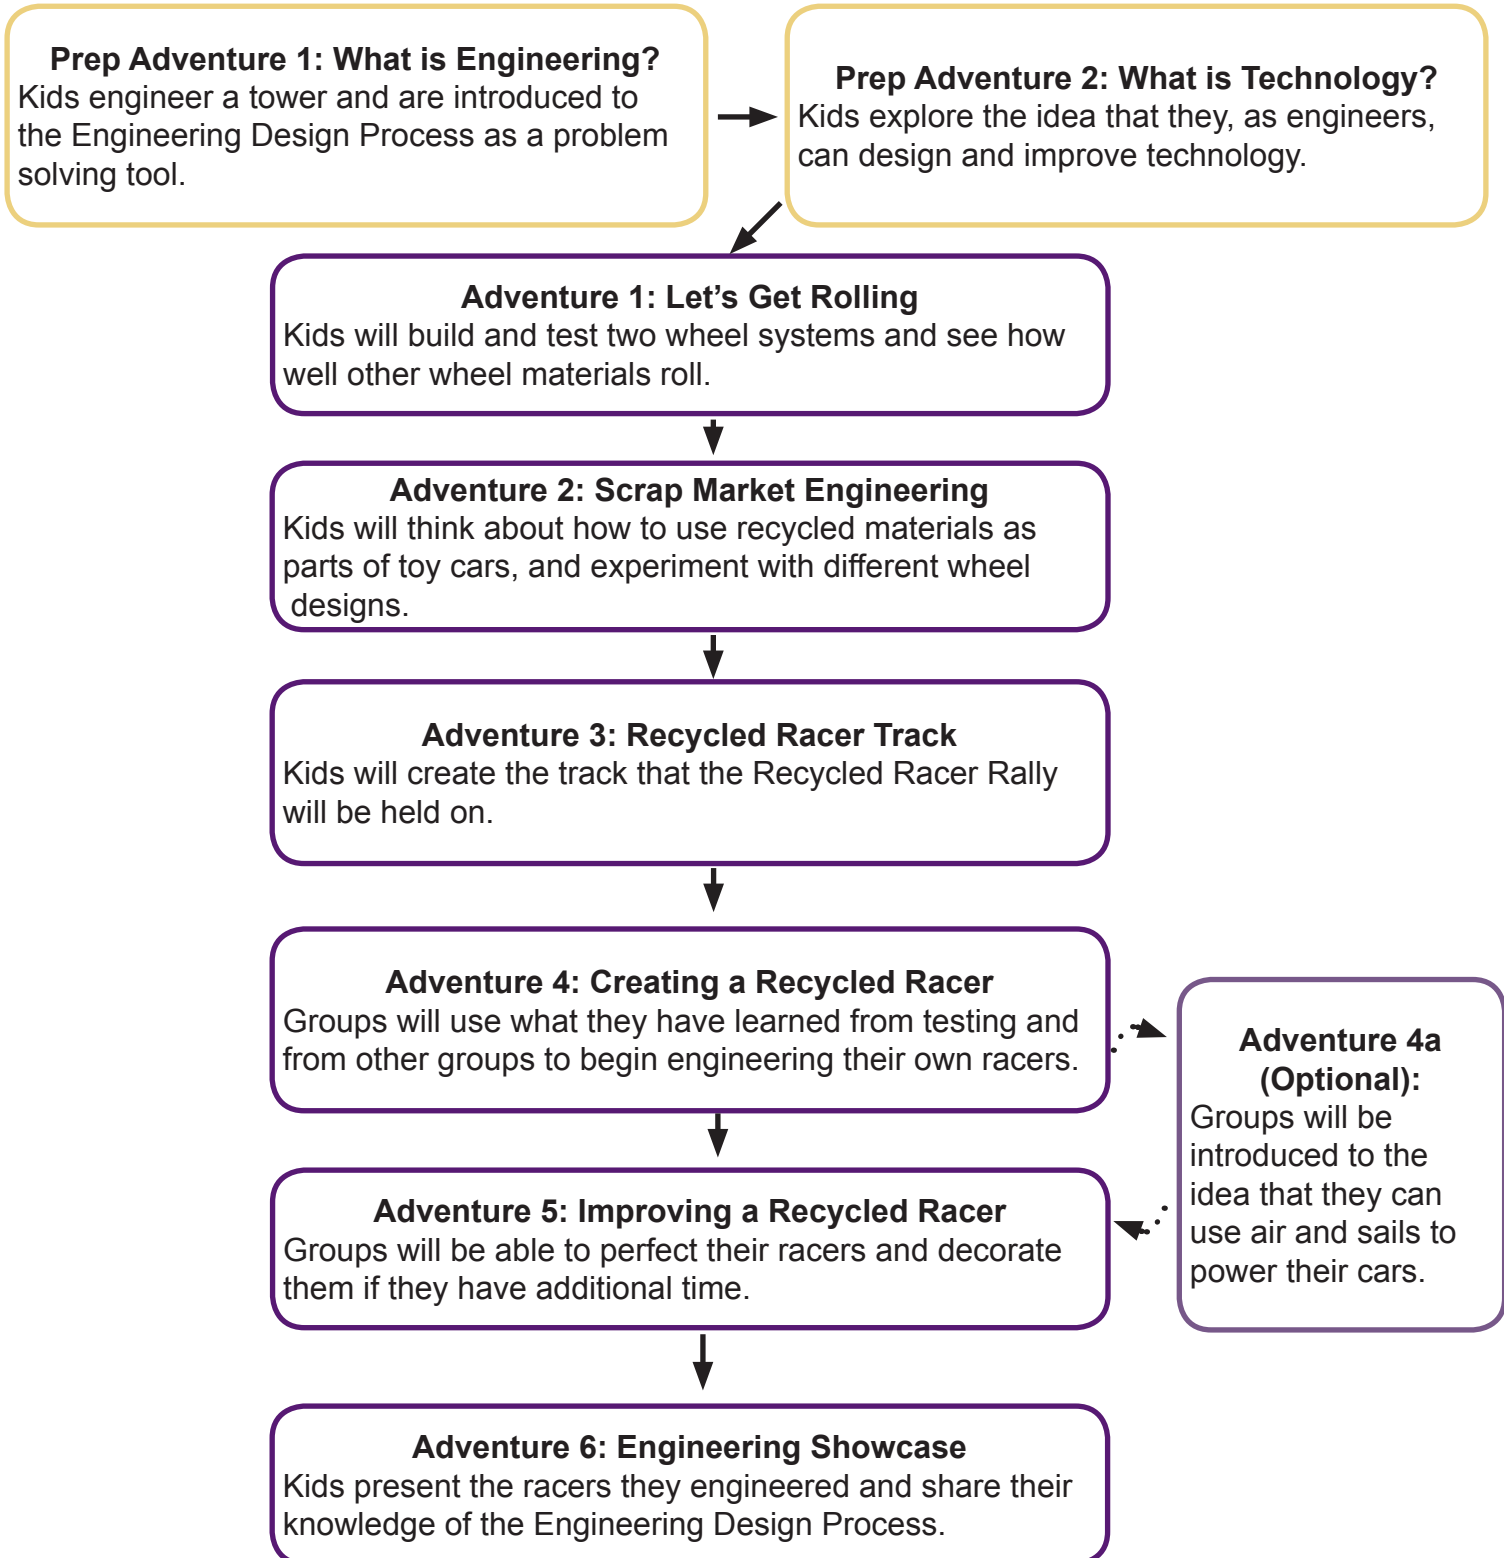 Prep Adventure 1: What is Engineering?
Kids engineer a tower and are introduced to
the Engineering Design Process as a problem
solving tool.
Prep Adventure 2: What is Technology?
Kids explore the idea that they, as engineers,
can design and improve technology.
Adventure 1: Let’s Get Rolling
Kids will build and test two wheel systems and see how
well other wheel materials roll.
Adventure 2: Scrap Market Engineering
Kids will think about how to use recycled materials as
parts of toy cars, and experiment with different wheel
designs.
Adventure 3: Recycled Racer Track
Kids will create the track that the Recycled Racer Rally
will be held on.
Adventure 4: Creating a Recycled Racer
Groups will use what they have learned from testing and
from other groups to begin engineering their own racers.
Adventure 4a
(Optional):
Groups will be
introduced to the
idea that they can
use air and sails to
power their cars.
Adventure 5: Improving a Recycled Racer
Groups will be able to perfect their racers and decorate
them if they have additional time.
Adventure 6: Engineering Showcase
Kids present the racers they engineered and share their
knowledge of the Engineering Design Process.